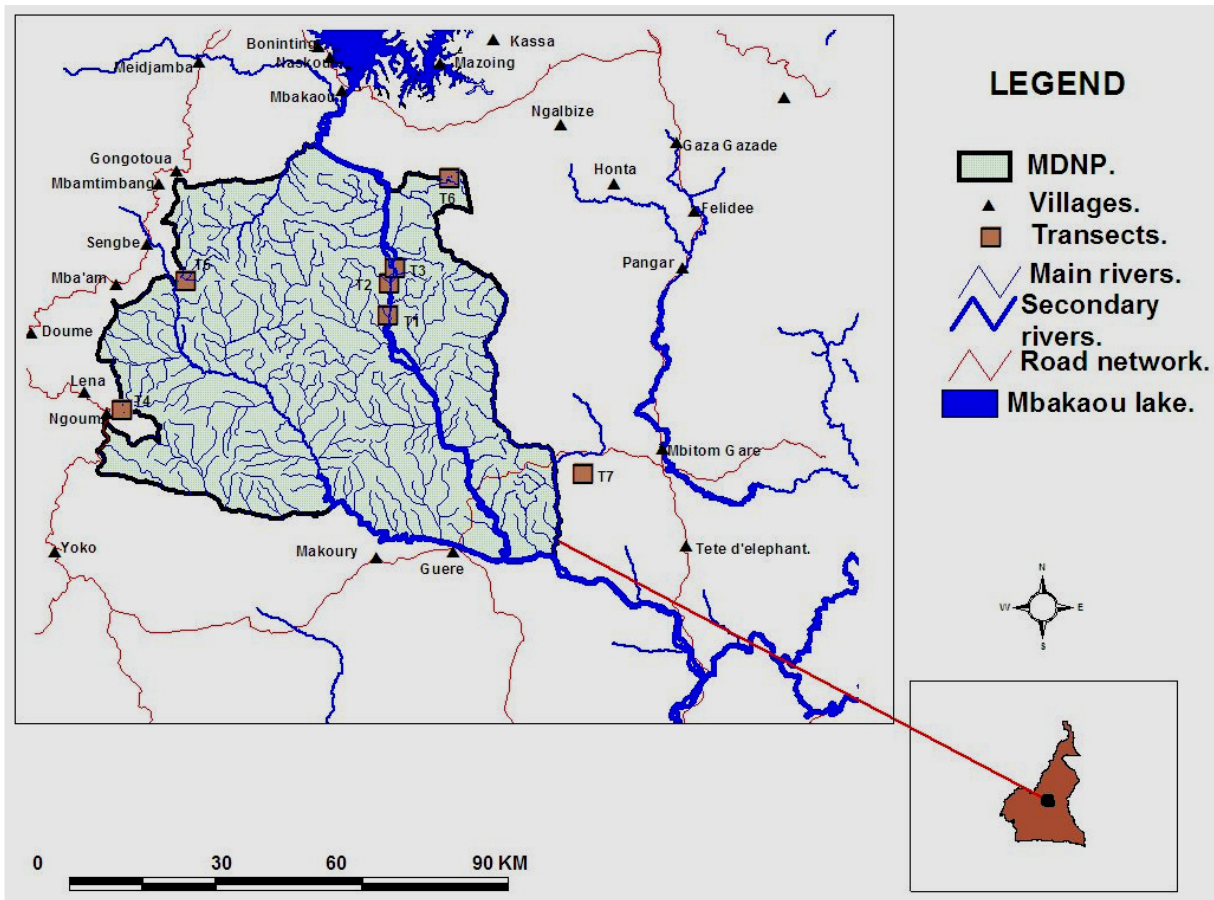 Boninting
Kassa
Meidjamba
Naskou
Mazoing
Mbakaou
Ngalbize
Gaza Gazade
Gongotoua
Mbamtimbang
Honta
T6
Felidee
Sengbe
Pangar
Mba'am
T5
T3
T2
T1
Doume
Lena
T4
Ngoum
Mbitom Gare
T7
Yoko
Makoury
Guere
Tete d'elephant.
LEGEND
MDNP.
Villages.
Transects.
Main rivers.
Secondary
rivers.
Road network.
Mbakaou lake.
N
W E
S
0 30 60 90 KM